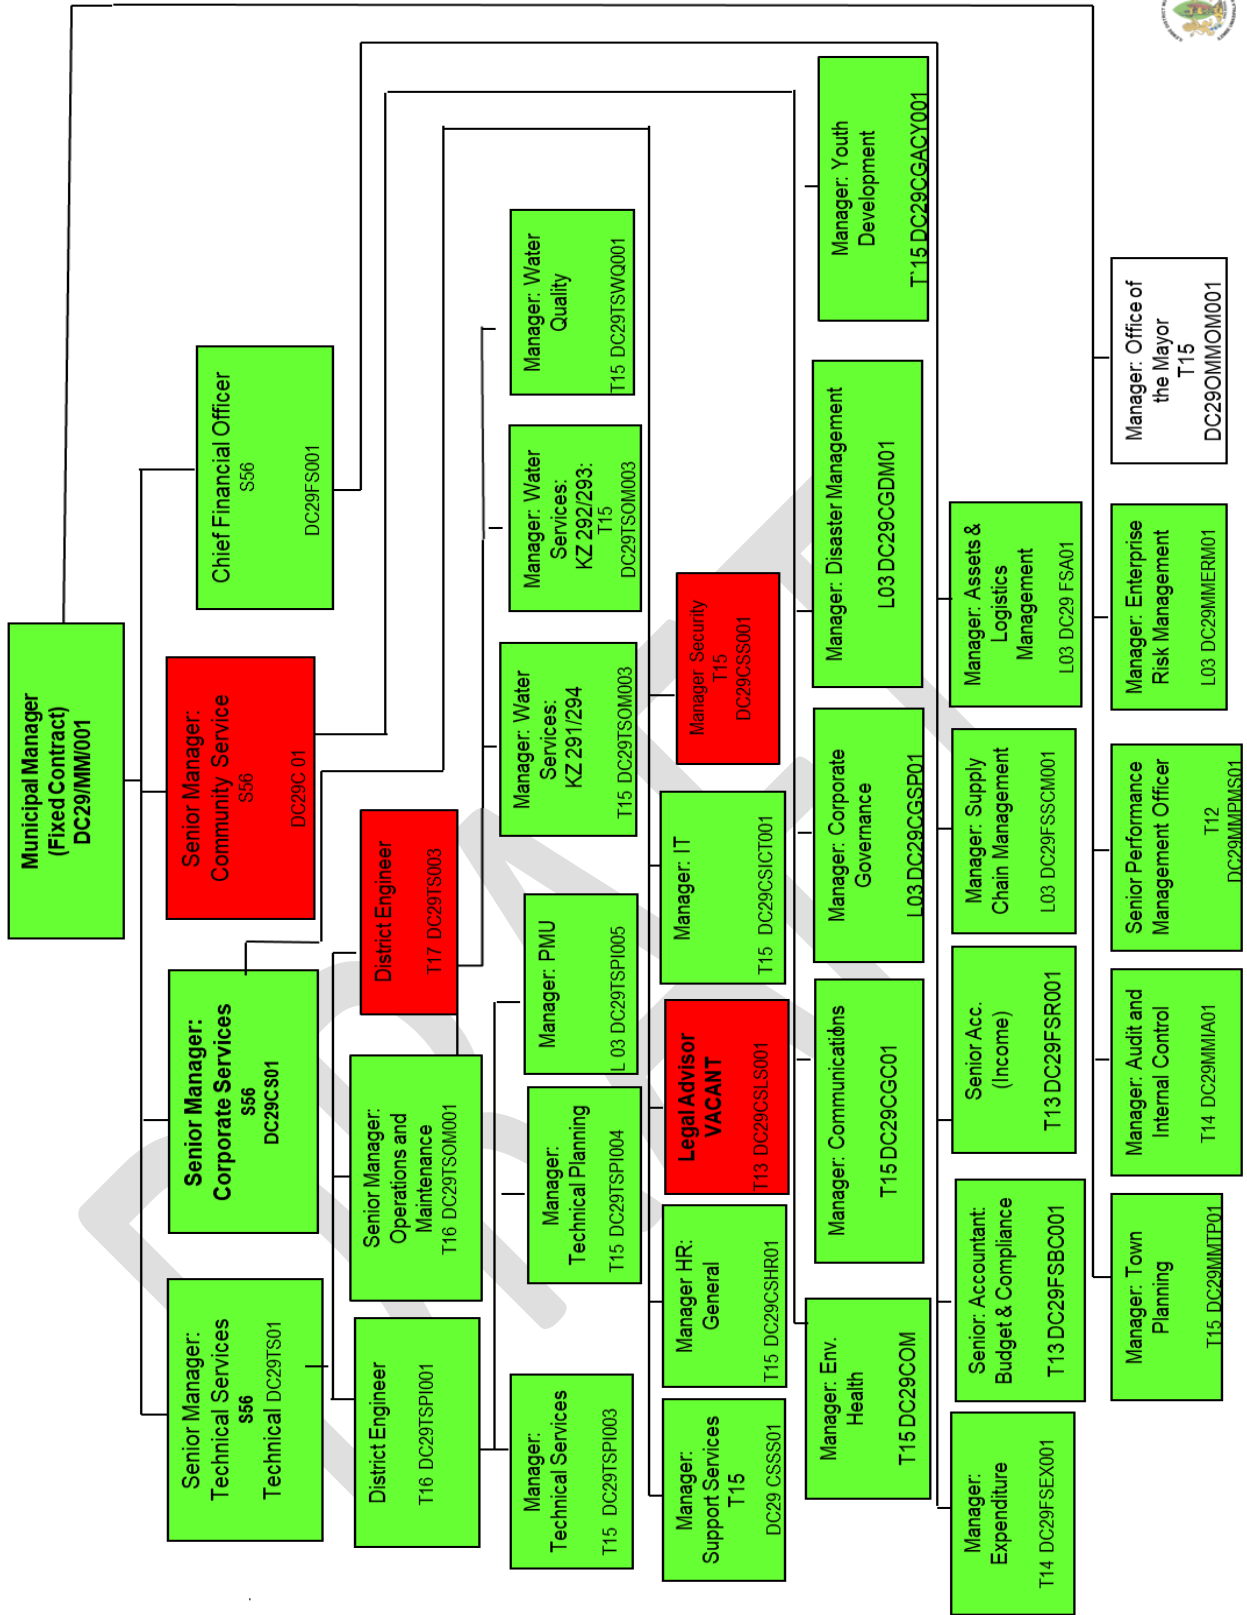 Municipal Manager
(Fixed Contract)
DC29/MM/001
Senior Manager:
Technical Services
S56
Technical DC29TS01
Senior Manager:
Corporate Services
S56
DC29CS01
Senior Manager:
Community Service
S56
DC29C 01
Chief Financial Officer
S56
DC29FS001
District Engineer
T16 DC29TSPI001
Senior Manager:
Operations and
Maintenance
T16 DC29TSOM001
District Engineer
T17 DC29TS003
Manager:
Technical Services
T15 DC29TSPI003
Manager:
Technical Planning
T15 DC29TSPI004
Manager: PMU
L 03 DC29TSPI005
Manager: Water
Services:
KZ 291/294
T15 DC29TSOM003
Manager: Water
Services:
KZ 292/293:
T15
DC29TSOM003
Manager: Water
Quality
T15 DC29TSWQ001
Manager:
Support Services
T15
DC29 CSSS01
Manager HR:
General
T15 DC29CSHR01
Legal Advisor
VACANT
T13 DC29CSLS001
Manager: IT
T15 DC29CSICT001
Manager Security
T15
DC29CSS001
Manager: Env.
Health
T15 DC29COM
Manager: Communications
T15 DC29CGC01
Manager: Corporate
Governance
L03 DC29CGSP01
Manager: Disaster Management
L03 DC29CGDM01
Manager: Youth
Development
T`15 DC29CGACY001
Manager:
Expenditure
T14 DC29FSEX001
Senior: Accountant:
Budget & Compliance
T13 DC29FSBC001
Senior Acc.
(Income)
T13 DC29FSR001
Manager: Supply
Chain Management
L03 DC29FSSCM001
Manager: Assets &
Logistics
Management
L03 DC29 FSA01
Manager: Town
Planning
T15 DC29MMTP01
Manager: Audit and
Internal Control
T14 DC29MMIA01
Senior Performance
Management Officer
T12
DC29MMPMS01
Manager: Enterprise
Risk Management
L03 DC29MMERM01
Manager: Office of
the Mayor
T15
DC29OMMOM001
DRAFT